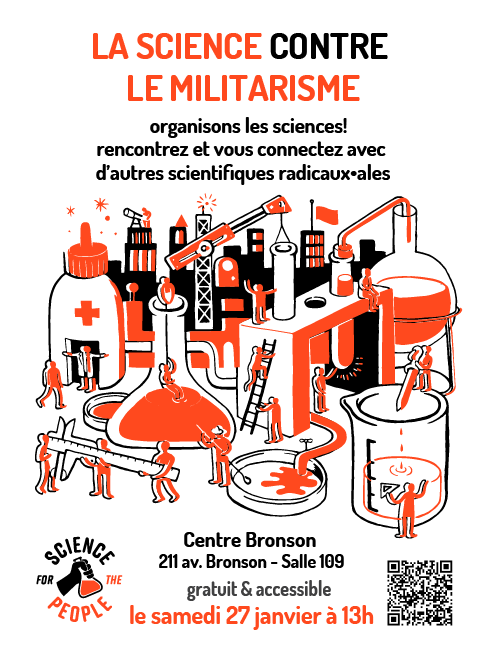 LA SCIENCE CONTRE
LE MILITARISME
organisons les sciences!
rencontrez et vous connectez avec
d'autres scientifiques radicaux•ales
Centre Bronson
211 av. Bronson - Salle 109
gratuit & accessible
le samedi 27 janvier à 13h
SCIENCE
FOR THE
PEOPLE